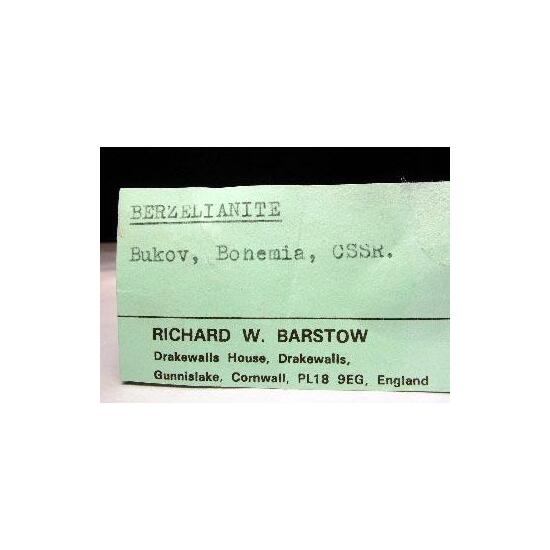 BERZELIANITE
Bukov, Bohemia, CSSR.
RICHARD W. BARSTOW
Drakewalls House, Drakewalls,
Gunnislake, Cornwall, PL18 9EG, England